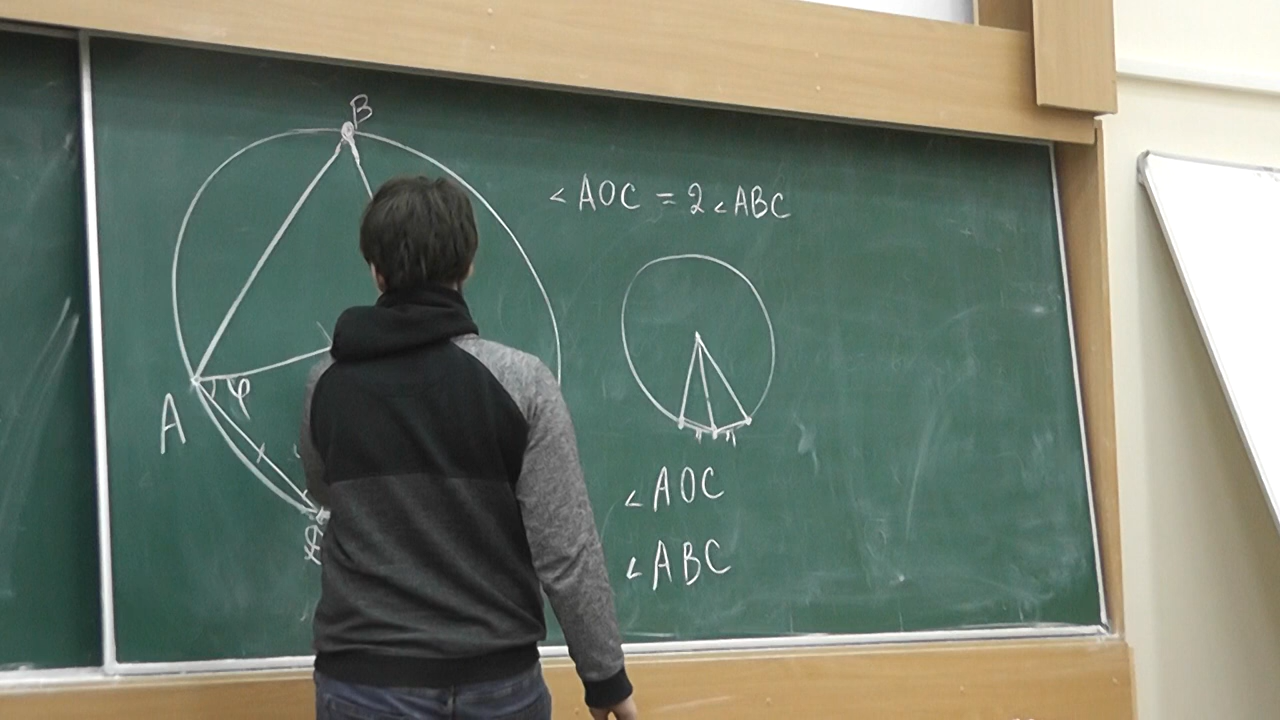 B
∠AOC = 2∠ABC
φ
A
∠AOC
∠ABC